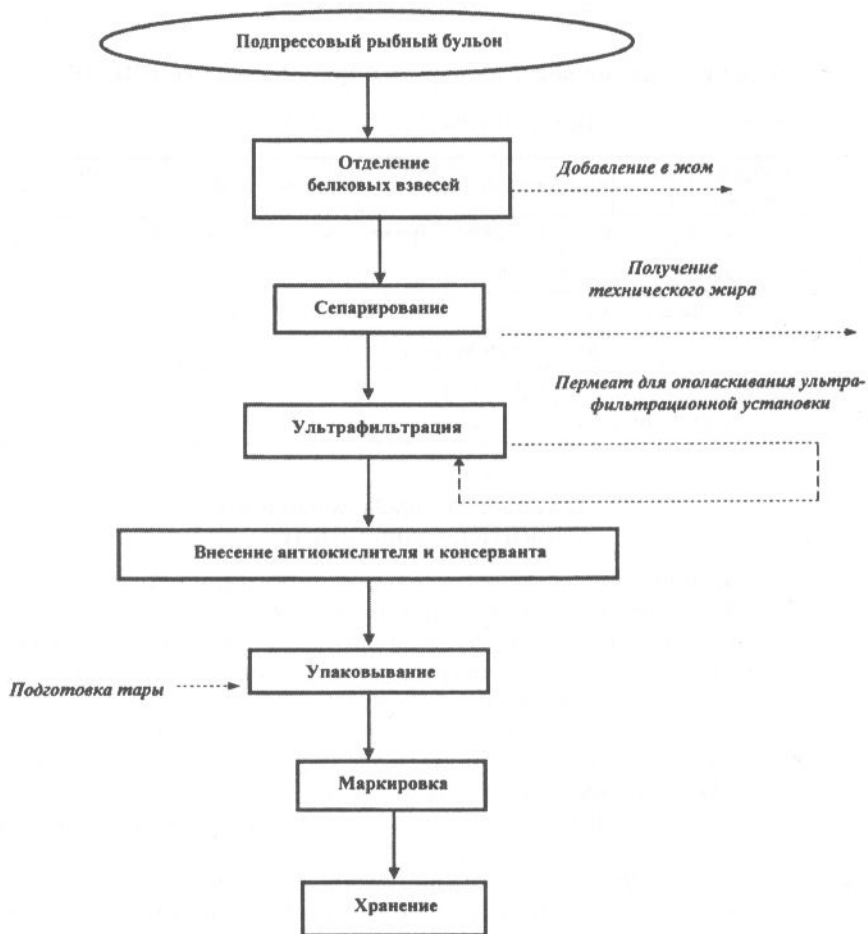 Подпрессовый рыбный бульон
Отделение
белковых взвесей
Добавление в жом
Получение
технического жира
Сепарирование
Пермеат для ополаскивания ультра-
фильтрационной установки
Ультрафильтрация
Внесение антиокислителя и консерванта
Упаковывание
Подготовка тары
Маркировка
Хранение